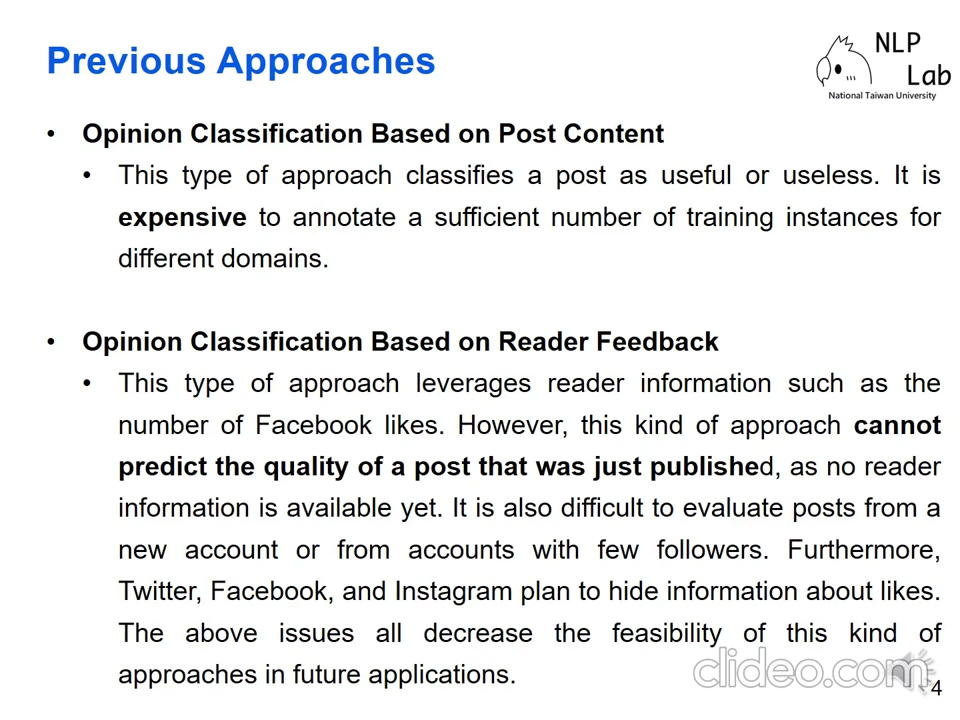 Previous Approaches
NLP
Lab
National Taiwan University
• Opinion Classification Based on Post Content
• This type of approach classifies a post as useful or useless. It is
expensive to annotate a sufficient number of training instances for
different domains.
• Opinion Classification Based on Reader Feedback
• This type of approach leverages reader information such as the
number of Facebook likes. However, this kind of approach cannot
predict the quality of a post that was just published, as no reader
information is available yet. It is also difficult to evaluate posts from a
new account or from accounts with few followers. Furthermore,
Twitter, Facebook, and Instagram plan to hide information about likes.
The above issues all decrease the feasibility of this kind of
approaches in future applications.
clideo.com
4